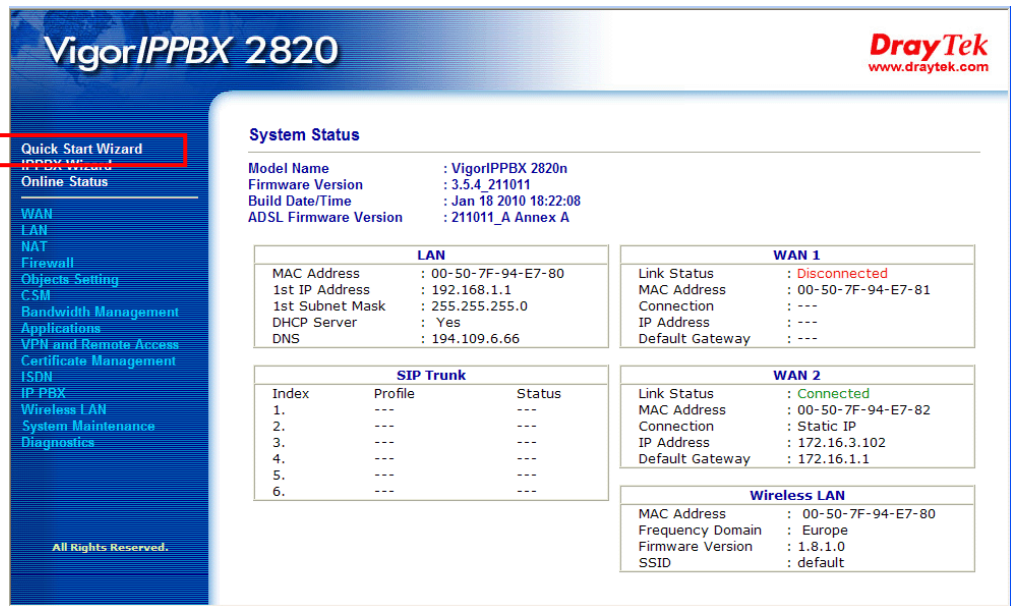 VigorIPPBX 2820
DrayTek
www.draytek.com
Quick Start Wizard
IPPBX Wizard
Online Status
WAN
LAN
NAT
Firewall
Objects Setting
CSM
Bandwidth Management
Applications
VPN and Remote Access
Certificate Management
ISDN
IP PBX
Wireless LAN
System Maintenance
Diagnostics
All Rights Reserved.
System Status
Model Name : VigorIPPBX 2820n
Firmware Version : 3.5.4_211011
Build Date/Time : Jan 18 2010 18:22:08
ADSL Firmware Version : 211011_A Annex A
LAN
MAC Address : 00-50-7F-94-E7-80
1st IP Address : 192.168.1.1
1st Subnet Mask : 255.255.255.0
DHCP Server : Yes
DNS : 194.109.6.66
SIP Trunk
Index Profile Status
1. --- ---
2. --- ---
3. --- ---
4. --- ---
5. --- ---
6. --- ---
WAN 1
Link Status : Disconnected
MAC Address : 00-50-7F-94-E7-81
Connection : ---
IP Address : ---
Default Gateway : ---
WAN 2
Link Status : Connected
MAC Address : 00-50-7F-94-E7-82
Connection : Static IP
IP Address : 172.16.3.102
Default Gateway : 172.16.1.1
Wireless LAN
MAC Address : 00-50-7F-94-E7-80
Frequency Domain : Europe
Firmware Version : 1.8.1.0
SSID : default